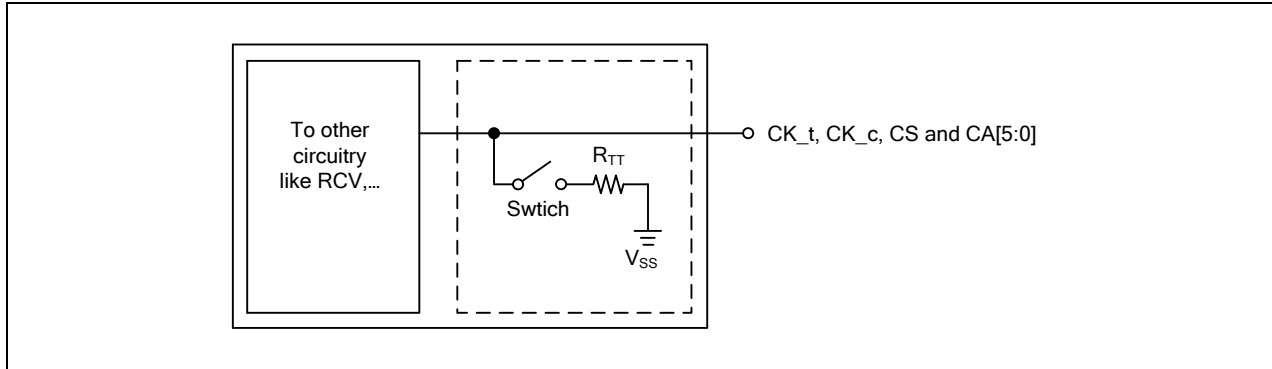 To other
circuitry
like RCV,...
CK_t, CK_c, CS and CA[5:0]
RTT
Swtich
VSS